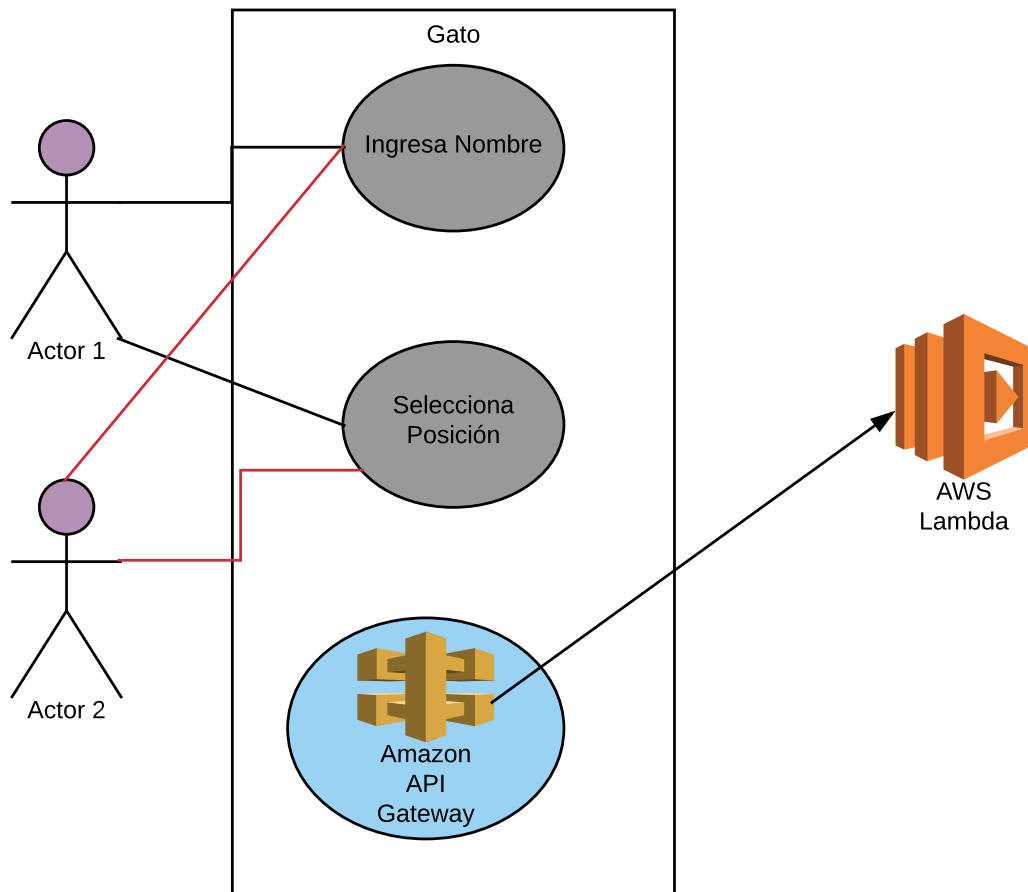 Gato
Ingresa Nombre
Actor 1
Selecciona
Posición
AWS
Lambda
Actor 2
Amazon
API
Gateway